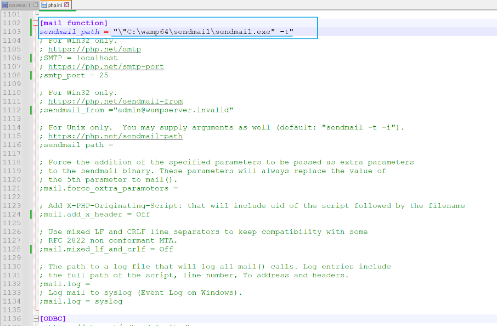 php.ini
1101
1102 [mail function]
1103 sendmail_path = "\"C:\wamp64\sendmail\sendmail.exe\" -t"
1104 ; For Win32 only.
1105 ; https://php.net/smtp
1106 ;SMTP = localhost
1107 ; https://php.net/smtp-port
1108 ;smtp_port = 25
1109
1110 ; For Win32 only.
1111 ; https://php.net/sendmail-from
1112 ;sendmail_from ="admin@wampserver.invalid"
1113
1114 ; For Unix only. You may supply arguments as well (default: "sendmail -t -i").
1115 ; https://php.net/sendmail-path
1116 ;sendmail_path =
1117
1118 ; Force the addition of the specified parameters to be passed as extra parameters
1119 ; to the sendmail binary. These parameters will always replace the value of
1120 ; the 5th parameter to mail().
1121 ;mail.force_extra_parameters =
1122
1123 ; Add X-PHP-Originating-Script: that will include uid of the script followed by the filename
1124 ;mail.add_x_header = Off
1125
1126 ; Use mixed LF and CRLF line separators to keep compatibility with some
1127 ; RFC 2822 non conformant MTA.
1128 ;mail.mixed_lf_and_crlf = Off
1129
1130 ; The path to a log file that will log all mail() calls. Log entries include
1131 ; the full path of the script, line number, To address and headers.
1132 ;mail.log =
1133 ; Log mail to syslog (Event Log on Windows).
1134 ;mail.log = syslog
1135
1136 [ODBC]